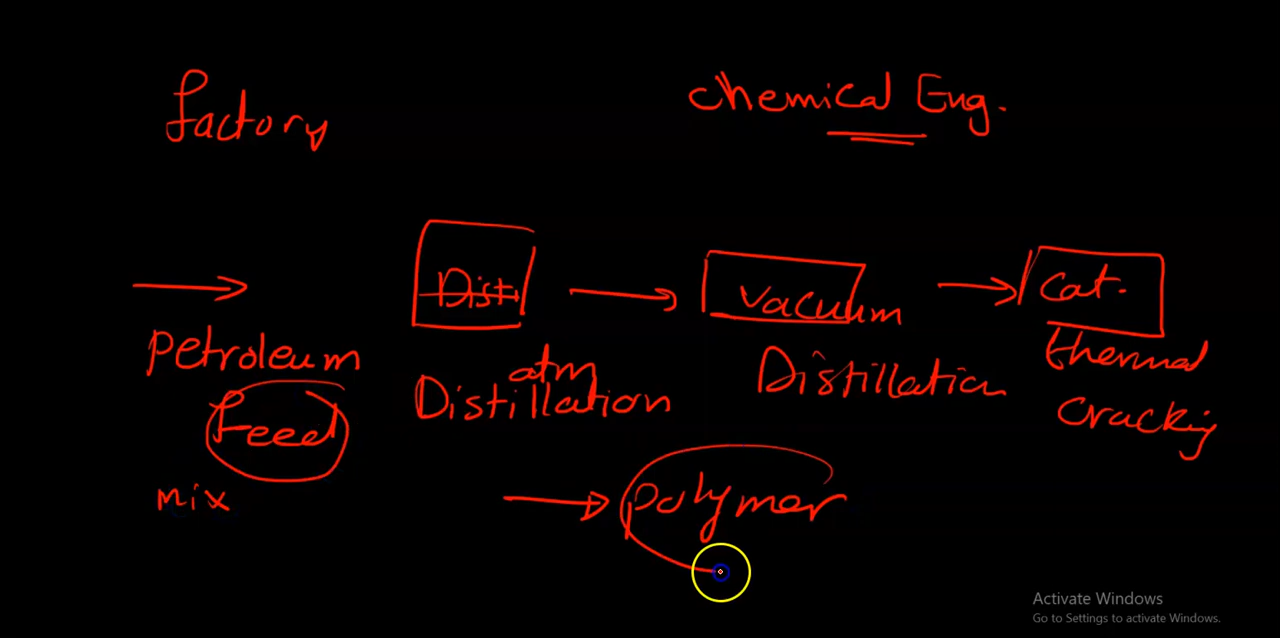 factory
Chemical Eng.
Dist.
Vacuum
Cat.
Petroleum
feed
mix
atm
Distillation
Distillation
thermal
Cracking
polymer
Activate Windows
Go to Settings to activate Windows.